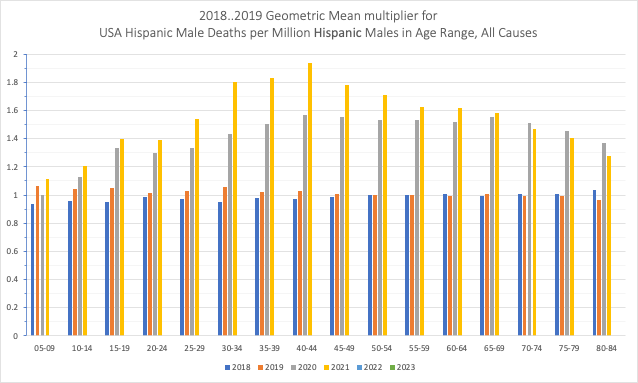 2018..2019 Geometric Mean multiplier for
USA Hispanic Male Deaths per Million Hispanic Males in Age Range, All Causes
2
1.8
1.6
1.4
1.2
1
0.8
0.6
0.4
0.2
0
05-09 10-14 15-19 20-24 25-29 30-34 35-39 40-44 45-49 50-54 55-59 60-64 65-69 70-74 75-79 80-84
2018 2019 2020 2021 2022 2023